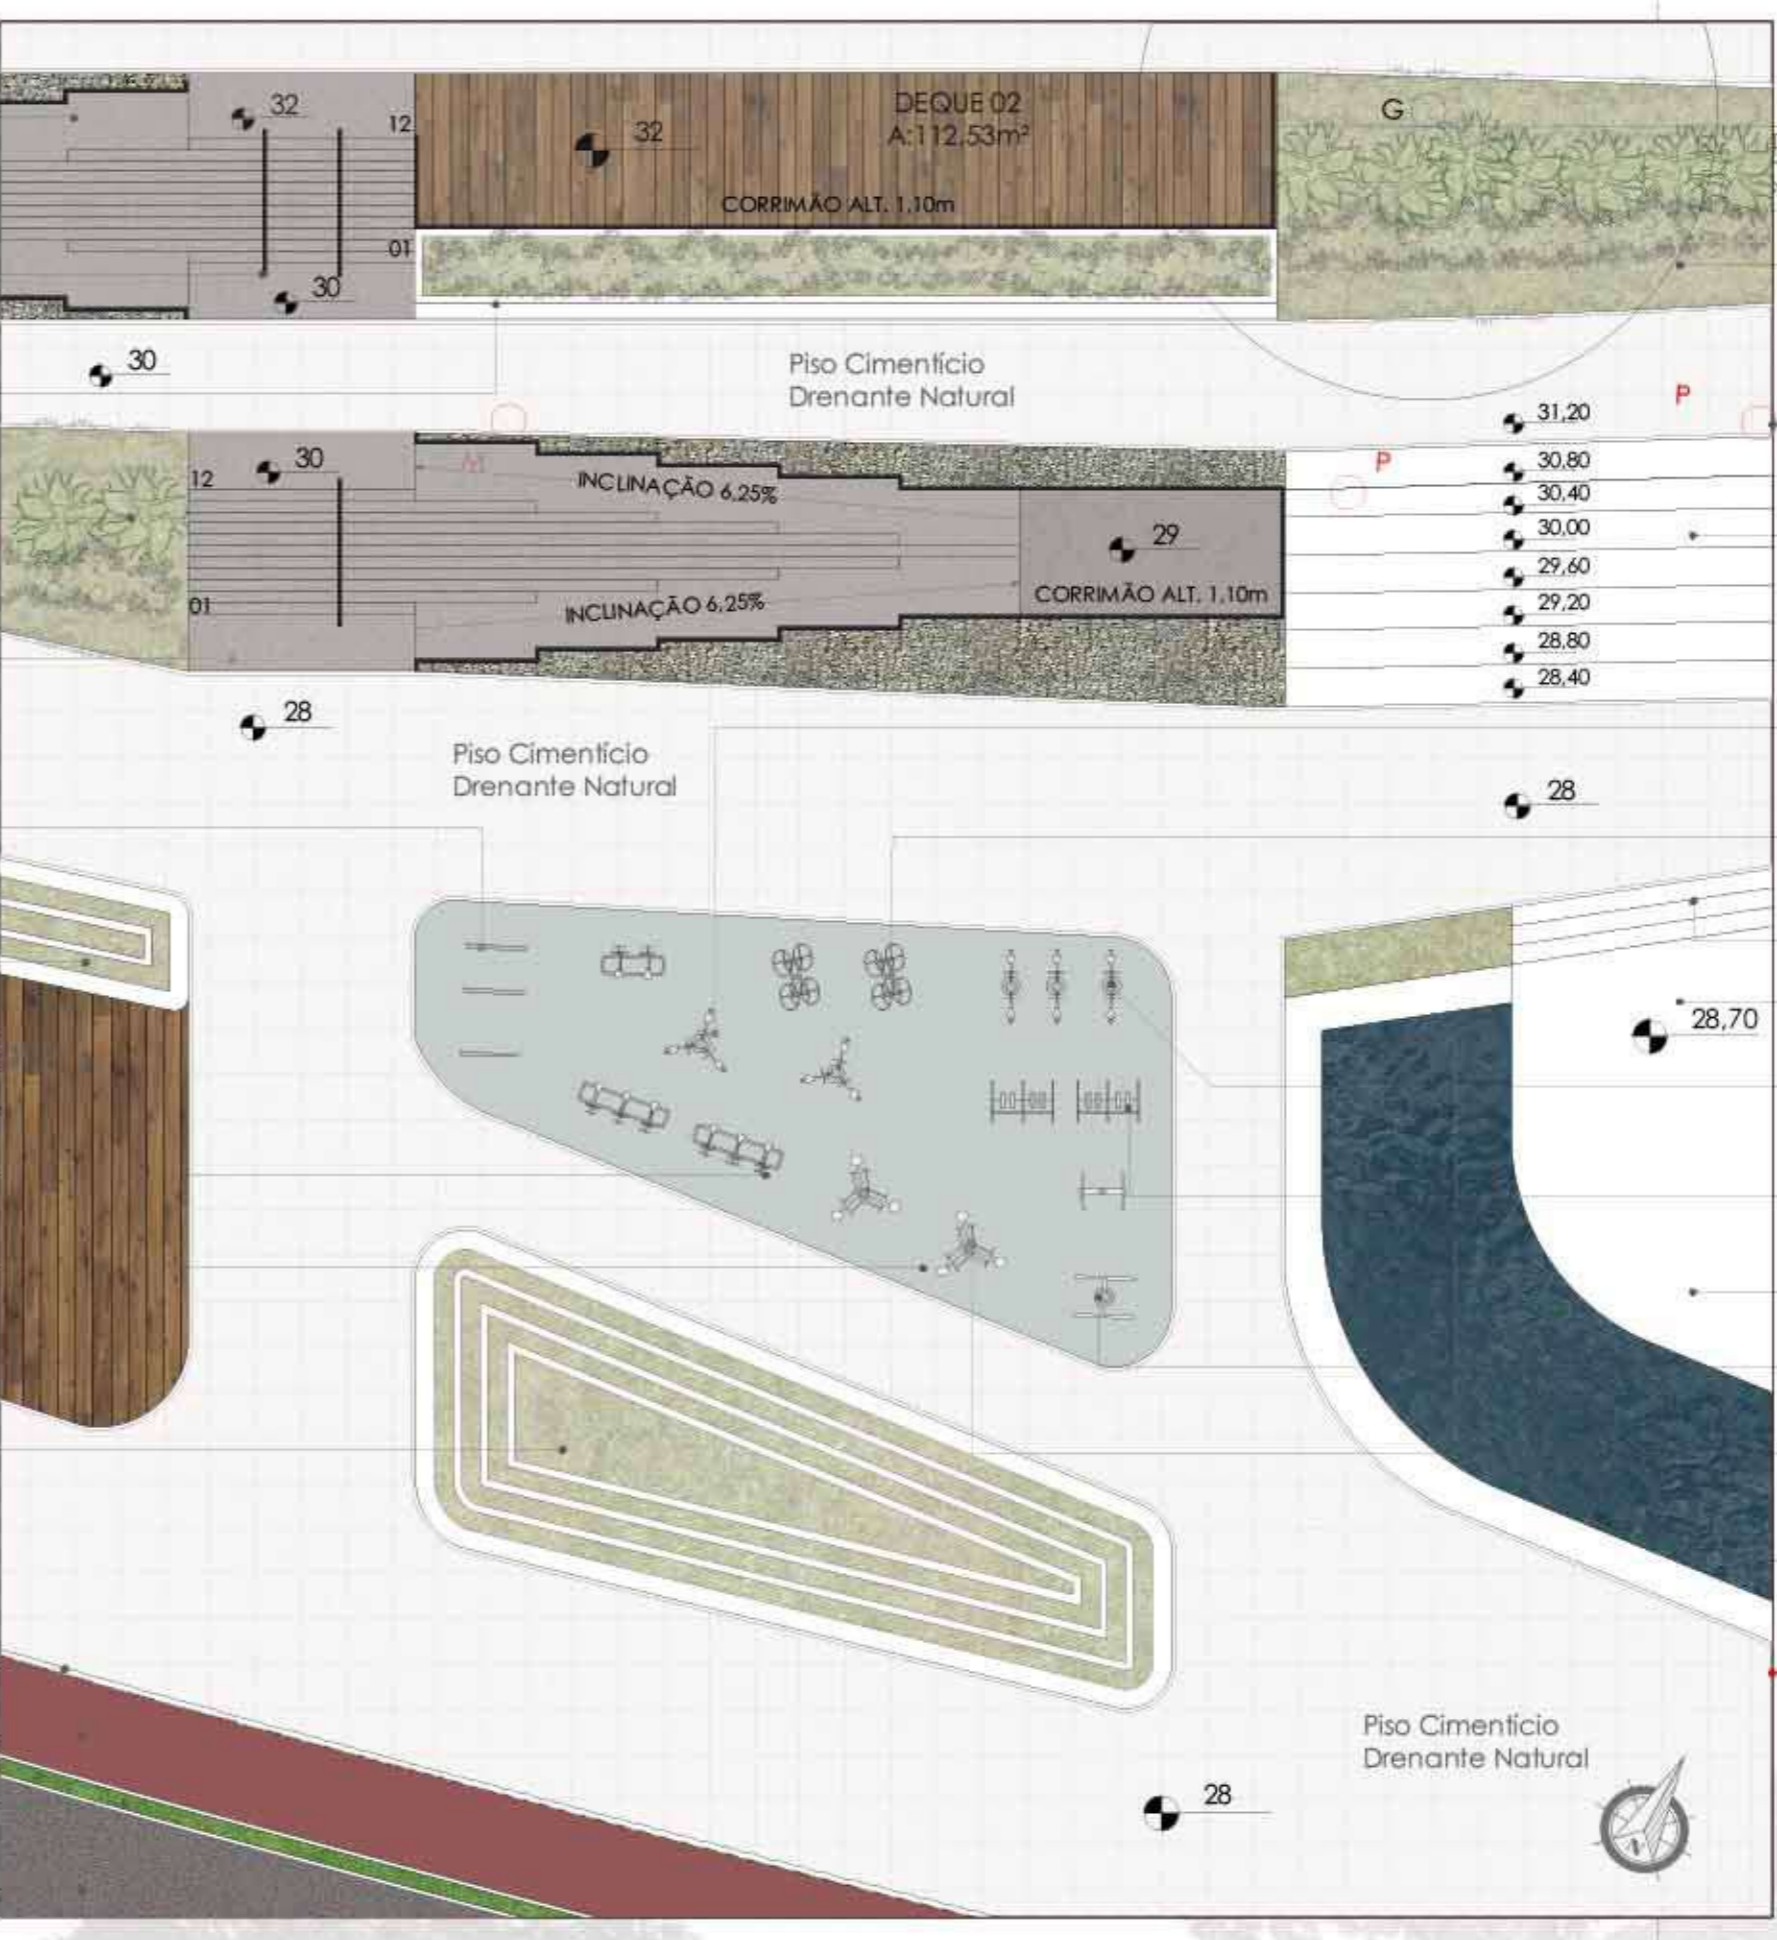 32
12
32
DEQUE 02
A:112,53m²
G
CORRIMÃO ALT. 1,10m
01
30
30
Piso Cimentício
Drenante Natural
P
31,20
30
12
INCLINAÇÃO 6,25%
P
30,80
30,40
29
30,00
29,60
CORRIMÃO ALT. 1,10m
01
INCLINAÇÃO 6,25%
29,20
28,80
28,40
28
Piso Cimentício
Drenante Natural
28
28,70
Piso Cimentício
Drenante Natural
28
N